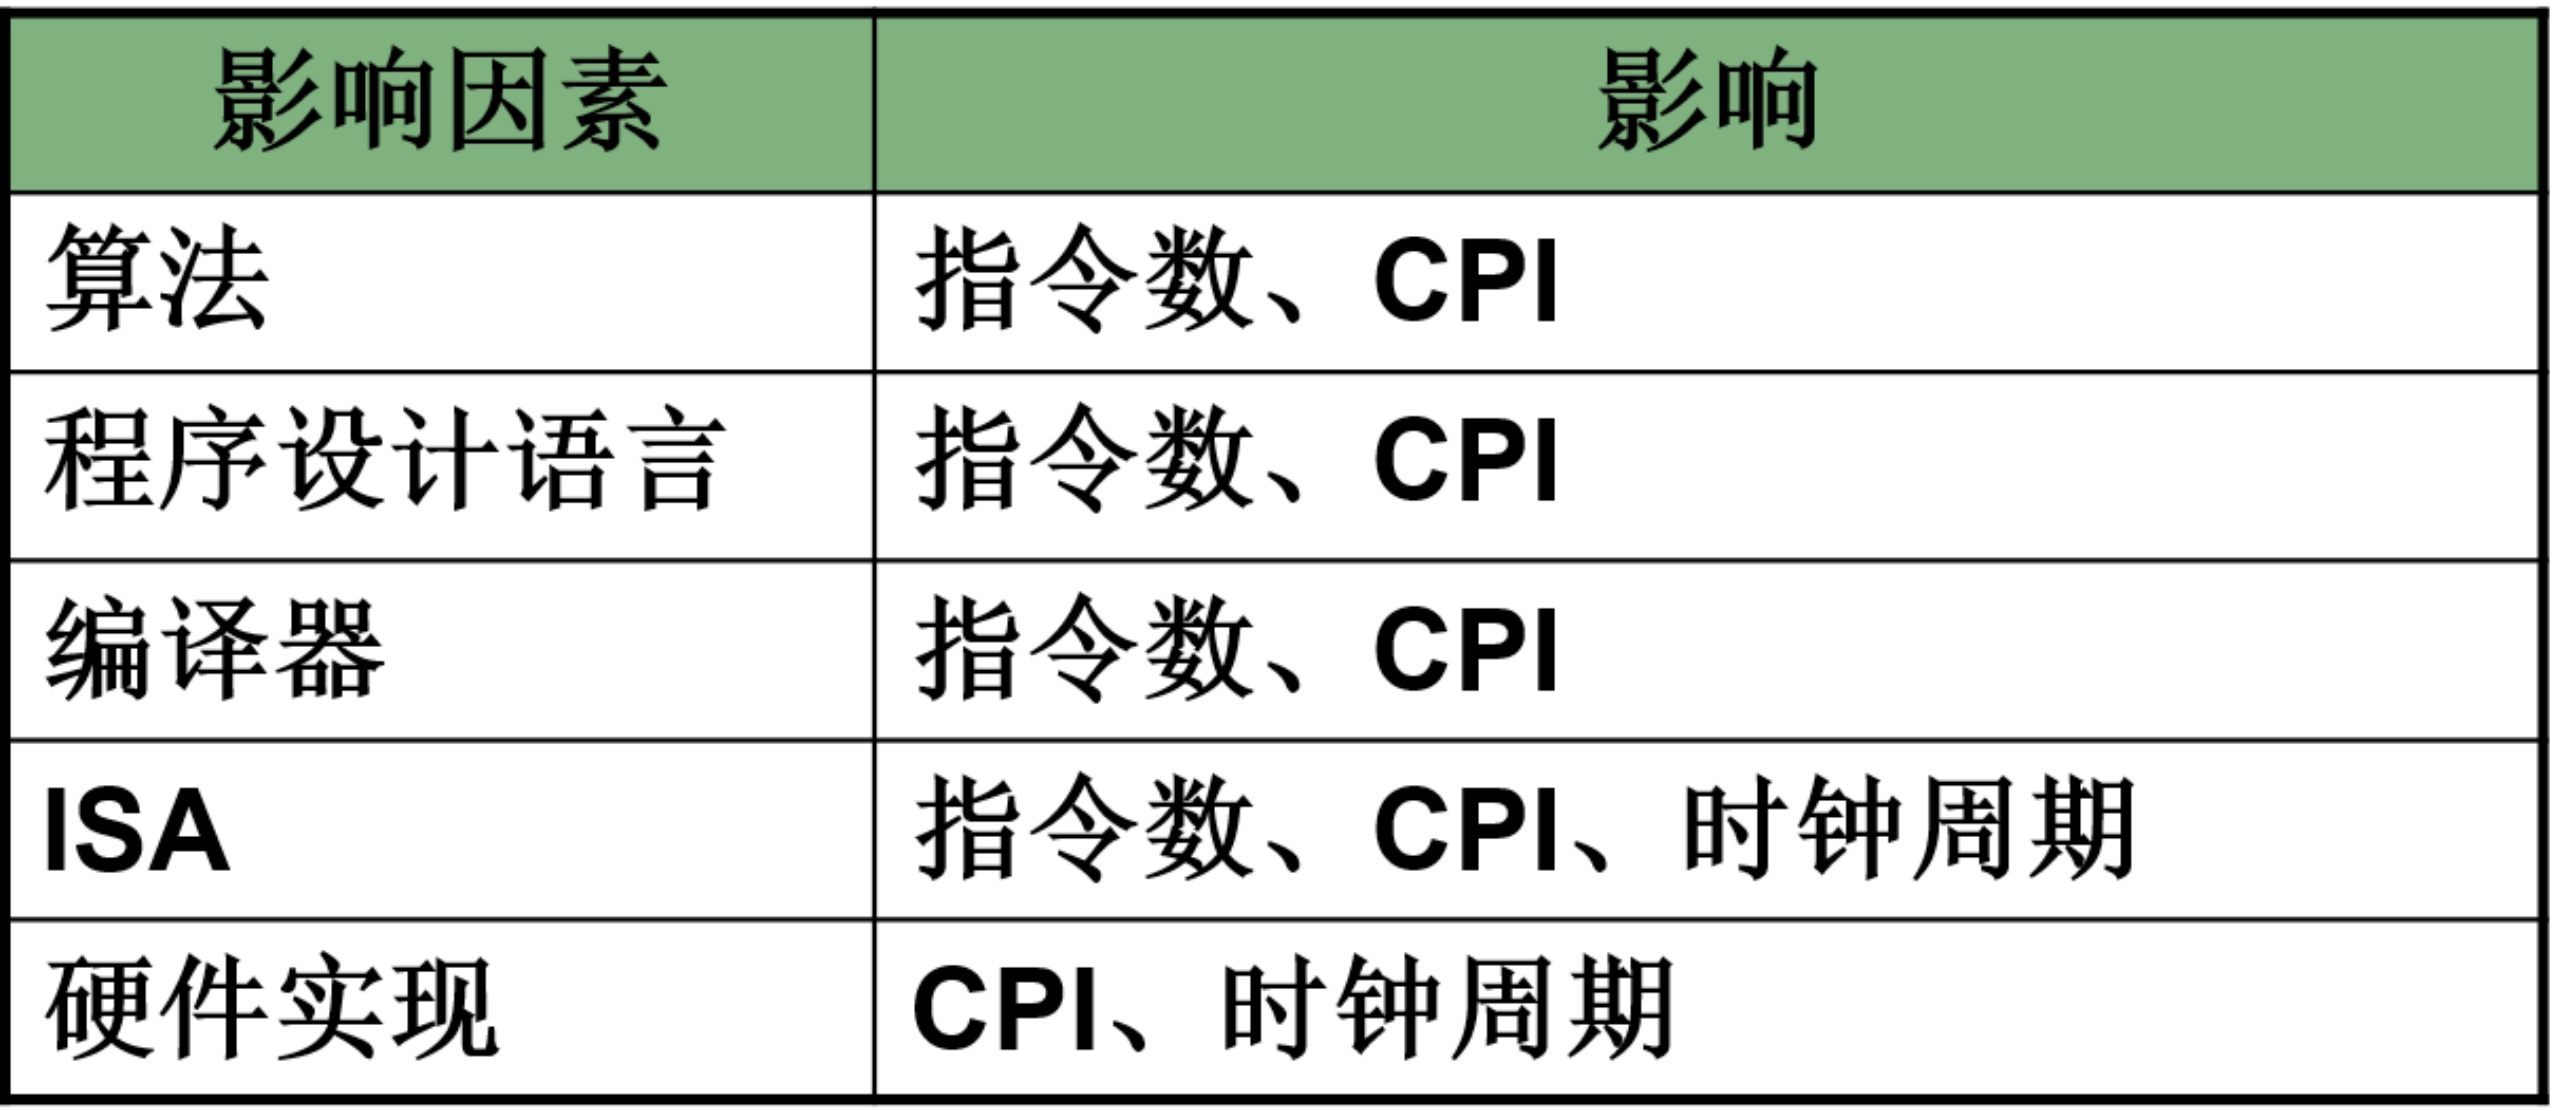 影响因素 影响
算法 指令数、CPI
程序设计语言 指令数、CPI
编译器 指令数、CPI
ISA 指令数、CPI、时钟周期
硬件实现 CPI、时钟周期